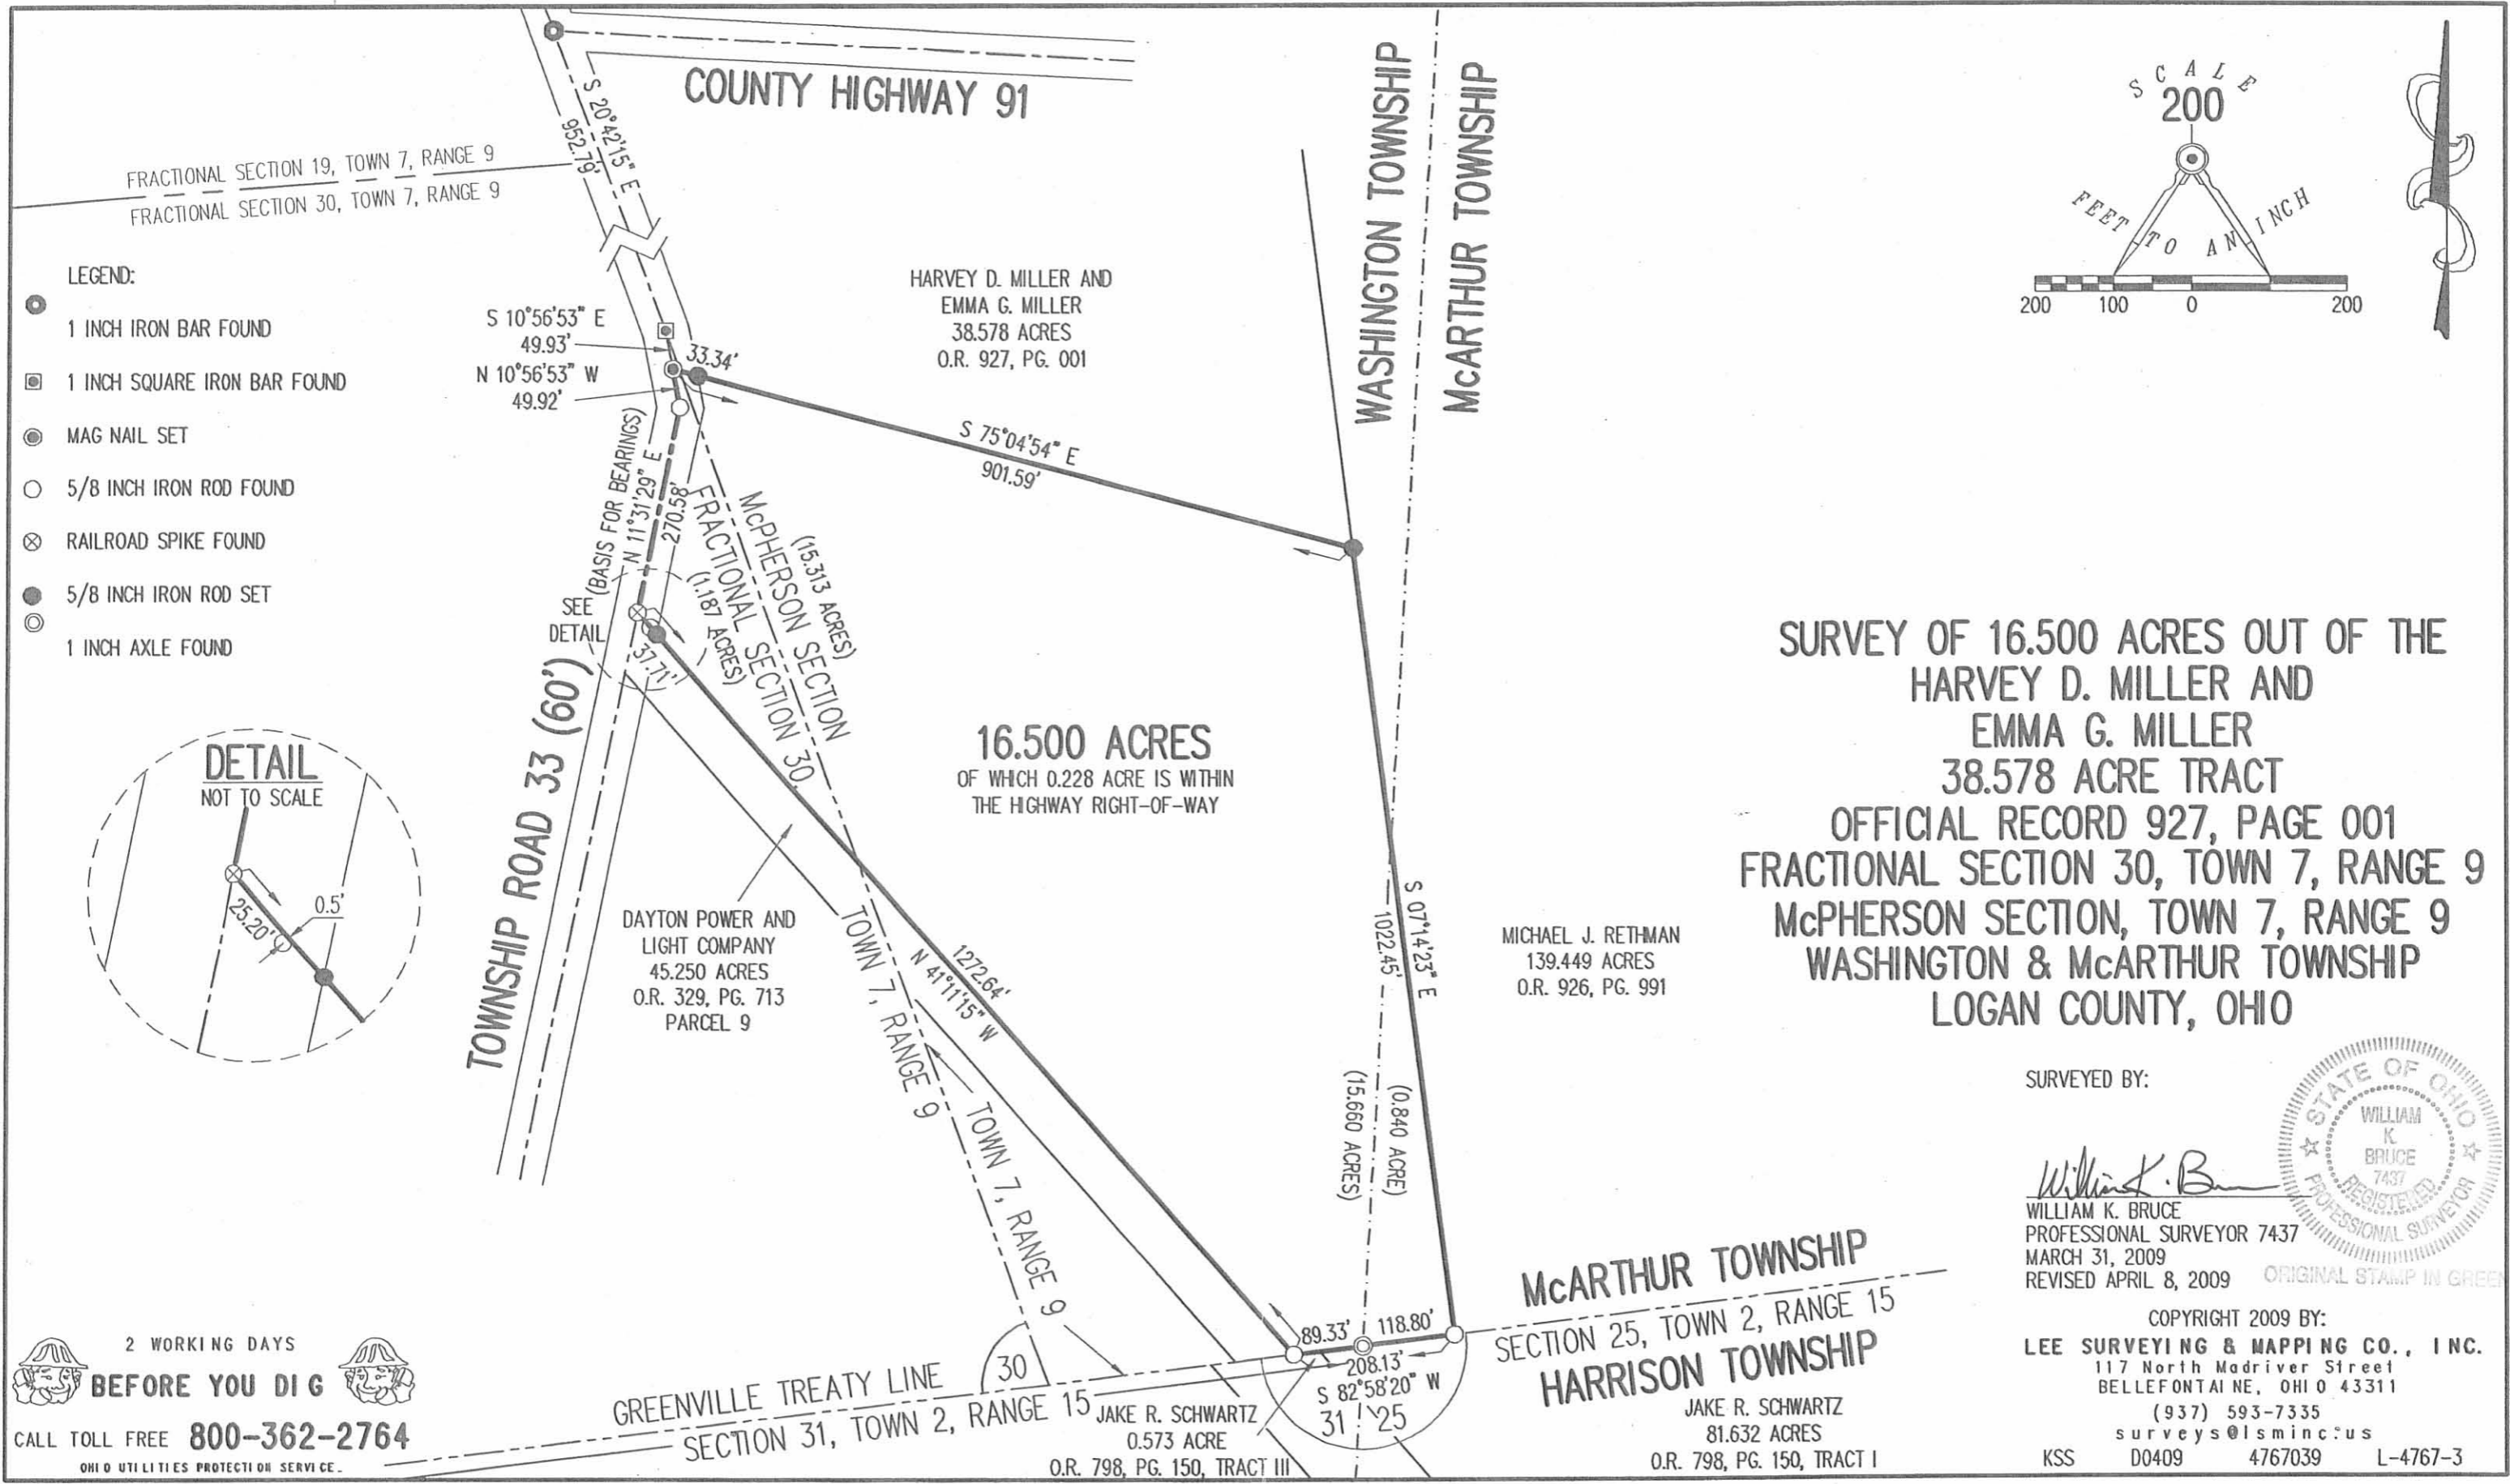 COUNTY HIGHWAY 91
S 20°42'15" E
952.79'
FRACTIONAL SECTION 19, TOWN 7, RANGE 9
FRACTIONAL SECTION 30, TOWN 7, RANGE 9
LEGEND:
1 INCH IRON BAR FOUND
1 INCH SQUARE IRON BAR FOUND
MAG NAIL SET
5/8 INCH IRON ROD FOUND
RAILROAD SPIKE FOUND
5/8 INCH IRON ROD SET
1 INCH AXLE FOUND
S 10°56'53" E
49.93'
N 10°56'53" W
49.92'
33.34'
HARVEY D. MILLER AND
EMMA G. MILLER
38.578 ACRES
O.R. 927, PG. 001
WASHINGTON TOWNSHIP
McARTHUR TOWNSHIP
SCALE
200
FEET TO AN INCH
200 100 0 200
S 75°04'54" E
901.59'
(BASIS FOR BEARINGS)
N 11°31'29" E
270.58'
SEE
DETAIL
37.71'
(15.313 ACRES)
McPHERSON SECTION
FRACTIONAL SECTION 30,
(1.187 ACRES)
TOWNSHIP ROAD 33 (60')
DETAIL
NOT TO SCALE
25.20'
0.5'
16.500 ACRES
OF WHICH 0.228 ACRE IS WITHIN
THE HIGHWAY RIGHT-OF-WAY
DAYTON POWER AND
LIGHT COMPANY
45.250 ACRES
O.R. 329, PG. 713
PARCEL 9
TOWN 7, RANGE 9
TOWN 7, RANGE 9
1272.64'
N 41°11'15" W
S 07°14'23" E
1022.45'
(15.660 ACRES)
(0.840 ACRE)
MICHAEL J. RETHMAN
139.449 ACRES
O.R. 926, PG. 991
SURVEY OF 16.500 ACRES OUT OF THE
HARVEY D. MILLER AND
EMMA G. MILLER
38.578 ACRE TRACT
OFFICIAL RECORD 927, PAGE 001
FRACTIONAL SECTION 30, TOWN 7, RANGE 9
McPHERSON SECTION, TOWN 7, RANGE 9
WASHINGTON & McARTHUR TOWNSHIP
LOGAN COUNTY, OHIO
SURVEYED BY:
STATE OF OHIO
WILLIAM
K.
BRUCE
7437
REGISTERED
PROFESSIONAL SURVEYOR
William K. Bruce
WILLIAM K. BRUCE
PROFESSIONAL SURVEYOR 7437
MARCH 31, 2009
REVISED APRIL 8, 2009
ORIGINAL STAMP IN GREEN
COPYRIGHT 2009 BY:
LEE SURVEYING & MAPPING CO., INC.
117 North Madriver Street
BELLEFONTAINE, OHIO 43311
(937) 593-7335
surveys@lsminc.us
KSS D0409 4767039 L-4767-3
89.33'
118.80'
208.13'
S 82°58'20" W
31 25
30
McARTHUR TOWNSHIP
SECTION 25, TOWN 2, RANGE 15
HARRISON TOWNSHIP
JAKE R. SCHWARTZ
81.632 ACRES
O.R. 798, PG. 150, TRACT I
GREENVILLE TREATY LINE
SECTION 31, TOWN 2, RANGE 15
JAKE R. SCHWARTZ
0.573 ACRE
O.R. 798, PG. 150, TRACT III
2 WORKING DAYS
BEFORE YOU DIG
CALL TOLL FREE 800-362-2764
OHIO UTILITIES PROTECTION SERVICE.